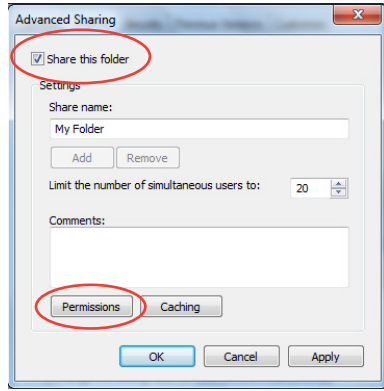 Advanced Sharing
Share this folder
Settings
Share name:
My Folder
Add Remove
Limit the number of simultaneous users to: 20
Comments:
Permissions Caching
OK Cancel Apply